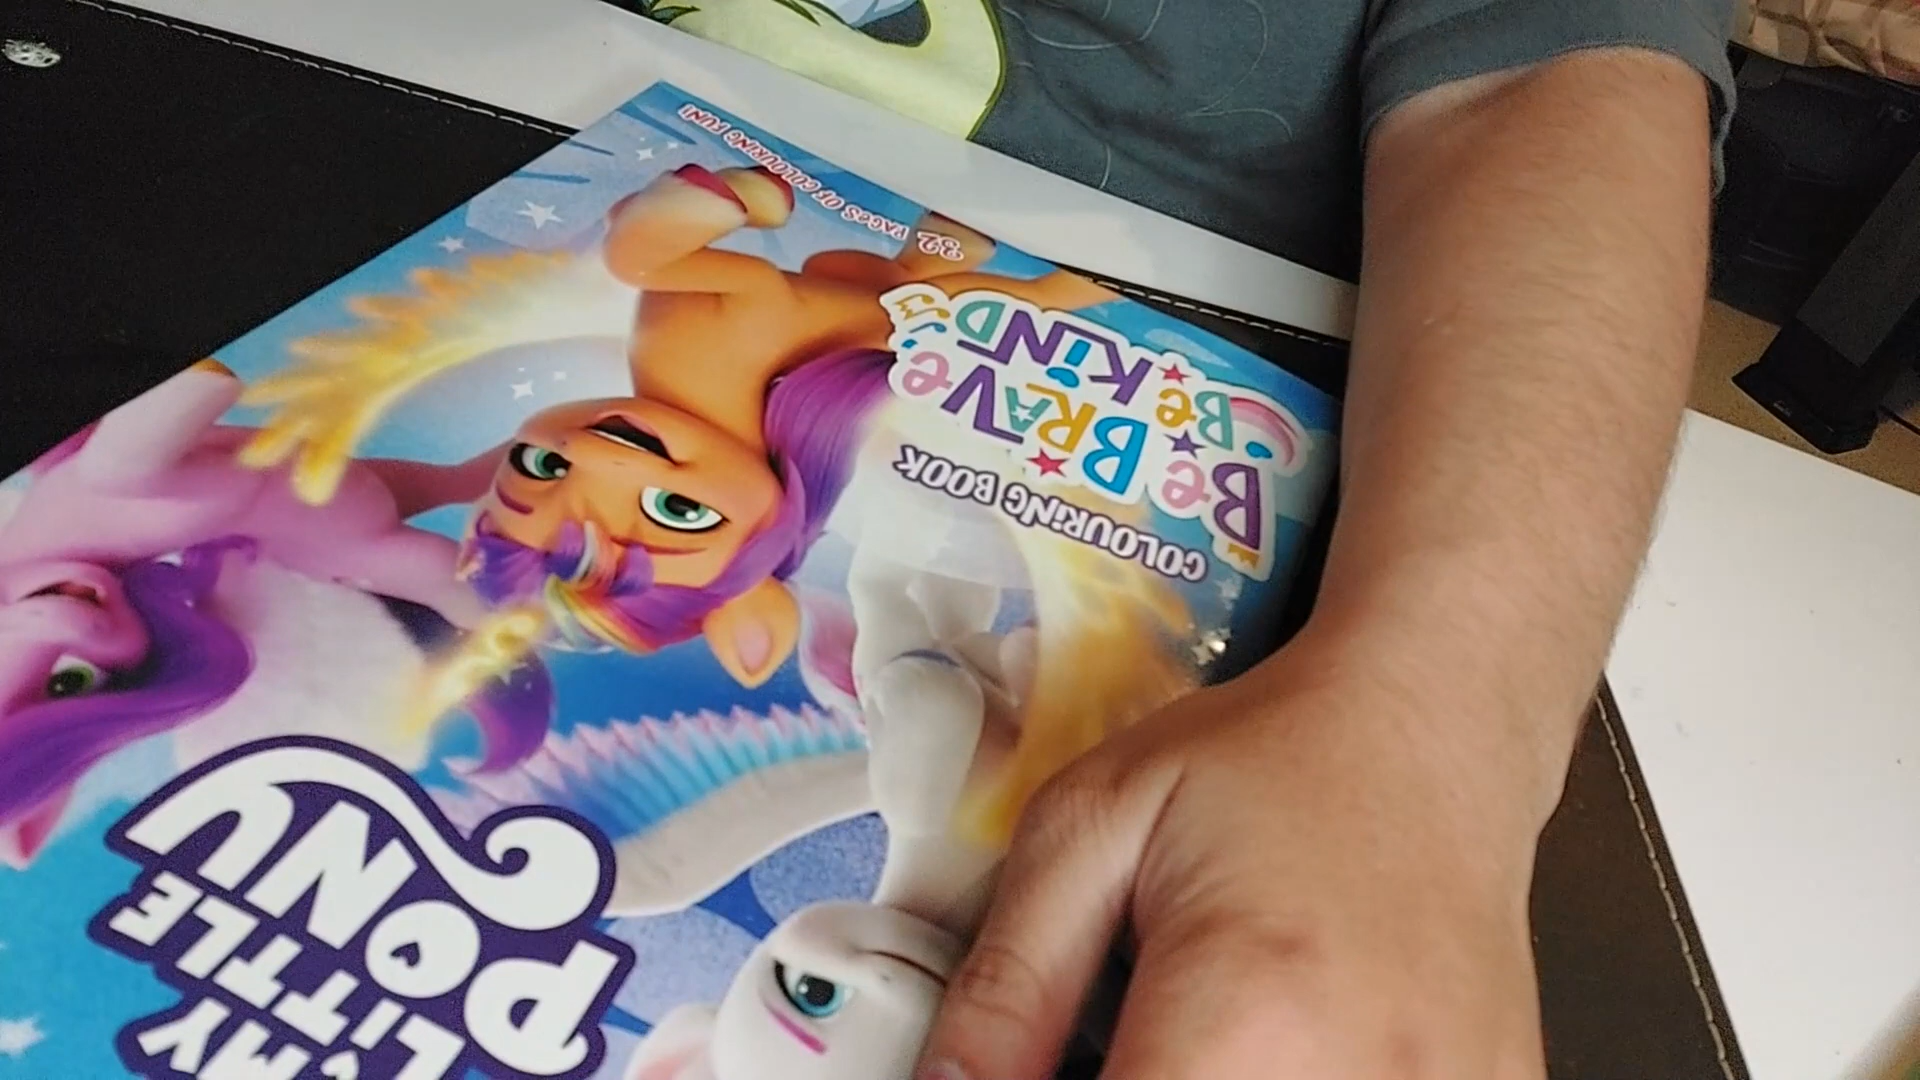 MY
LiTTLE
PONY
COLOURiNG BOOK
Be BRAVe,
Be KiND
32 PAGeS OF COLOURiNG FUN!